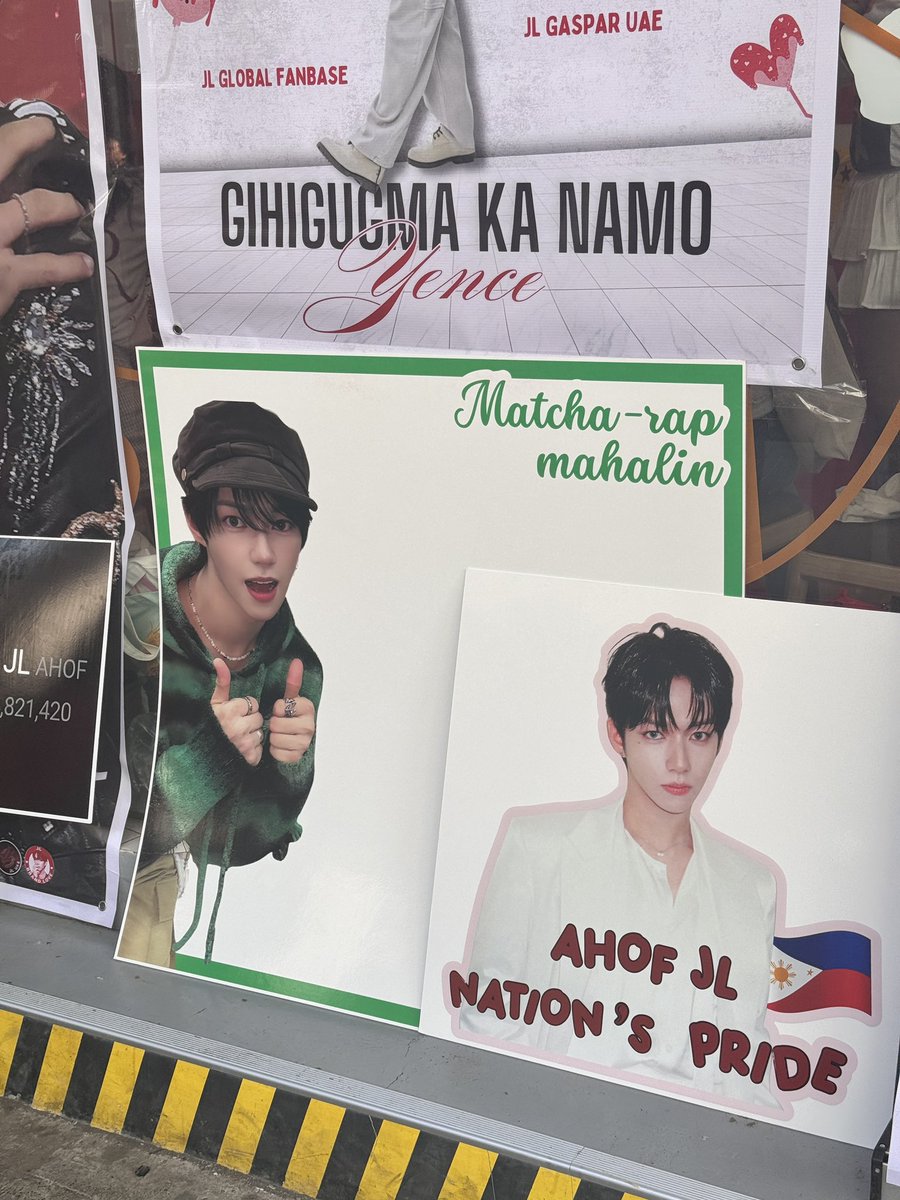 JL GLOBAL FANBASE
JL GASPAR UAE
GIHIGUGMA KA NAMO
Yence
Matcha-rap
mahalin
JL AHOF
,821,420
AHOF JL
NATION'S PRIDE